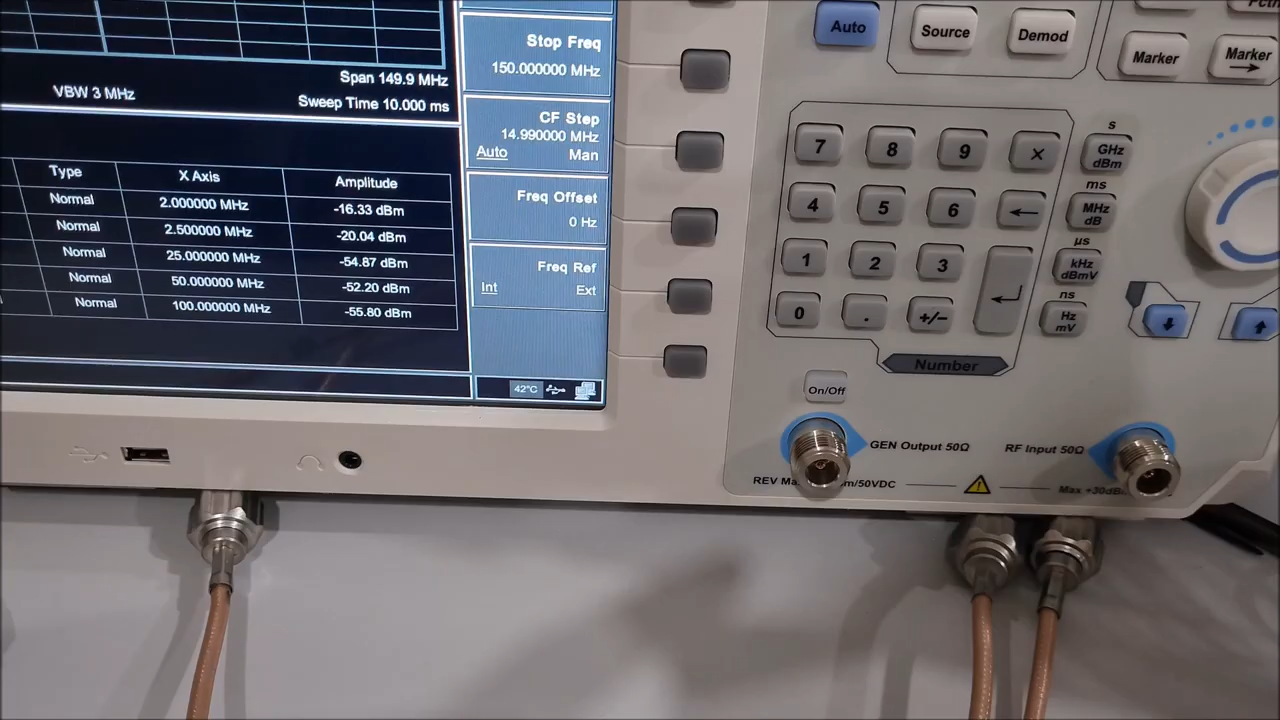 Span 149.9 MHz
VBW 3 MHz
Sweep Time 10.000 ms
Type X Axis Amplitude
Normal 2.000000 MHz -16.33 dBm
Normal 2.500000 MHz -20.04 dBm
Normal 25.000000 MHz -54.87 dBm
Normal 50.000000 MHz -52.20 dBm
Normal 100.000000 MHz -55.80 dBm
Stop Freq
150.000000 MHz
CF Step
14.990000 MHz
Auto Man
Freq Offset
0 Hz
Freq Ref
Int Ext
42°C
Auto
Source
Demod
Marker
Marker
→
7 8 9 ×
4 5 6 ←
1 2 3
0 . +/−
Number
s
GHz
dBm
ms
MHz
dB
µs
kHz
dBmV
ns
Hz
mV
On/Off
GEN Output 50Ω
RF Input 50Ω
REV
/50VDC
Max +30